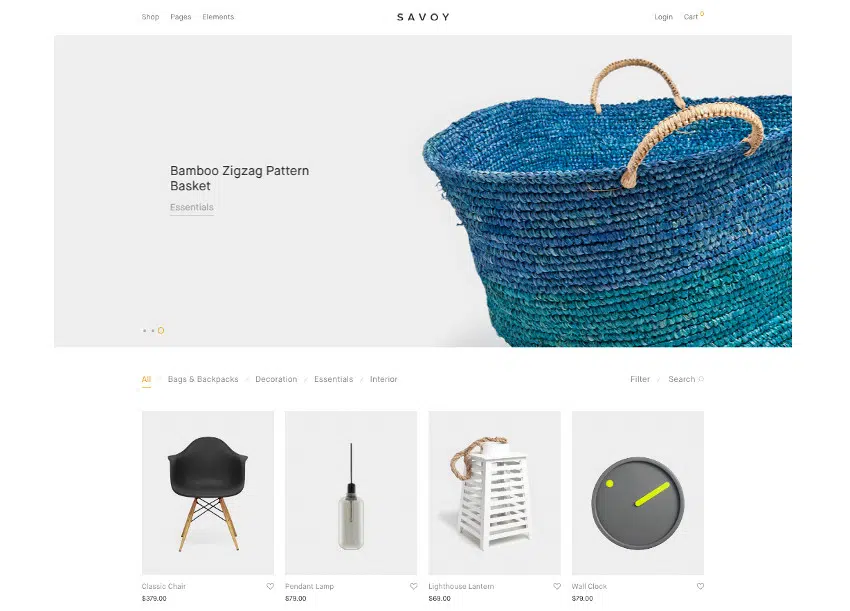 Shop Pages Elements
SAVOY
Login Cart 0
Bamboo Zigzag Pattern
Basket
Essentials
All / Bags & Backpacks / Decoration / Essentials / Interior
Filter / Search
Classic Chair
$379.00
Pendant Lamp
$79.00
Lighthouse Lantern
$69.00
Wall Clock
$79.00